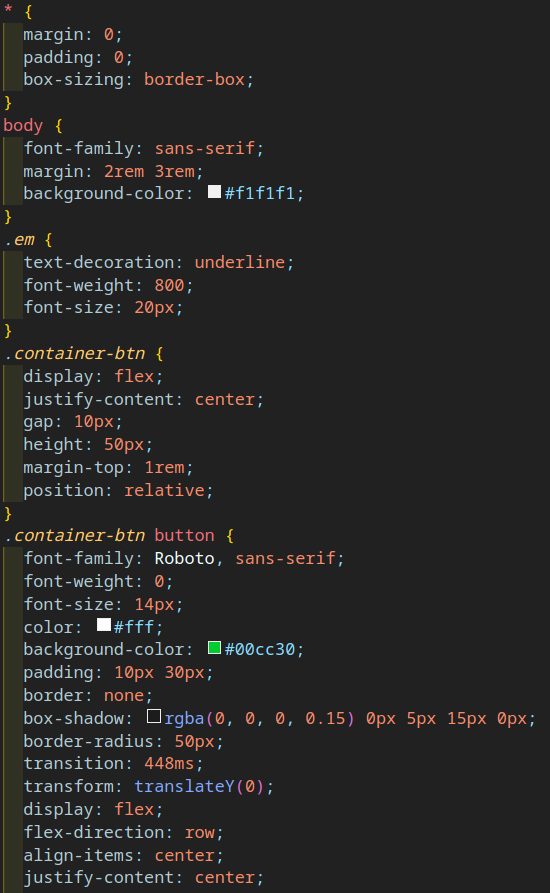 * {
margin: 0;
padding: 0;
box-sizing: border-box;
}
body {
font-family: sans-serif;
margin: 2rem 3rem;
background-color: #f1f1f1;
}
.em {
text-decoration: underline;
font-weight: 800;
font-size: 20px;
}
.container-btn {
display: flex;
justify-content: center;
gap: 10px;
height: 50px;
margin-top: 1rem;
position: relative;
}
.container-btn button {
font-family: Roboto, sans-serif;
font-weight: 0;
font-size: 14px;
color: #fff;
background-color: #00cc30;
padding: 10px 30px;
border: none;
box-shadow: rgba(0, 0, 0, 0.15) 0px 5px 15px 0px;
border-radius: 50px;
transition: 448ms;
transform: translateY(0);
display: flex;
flex-direction: row;
align-items: center;
justify-content: center;